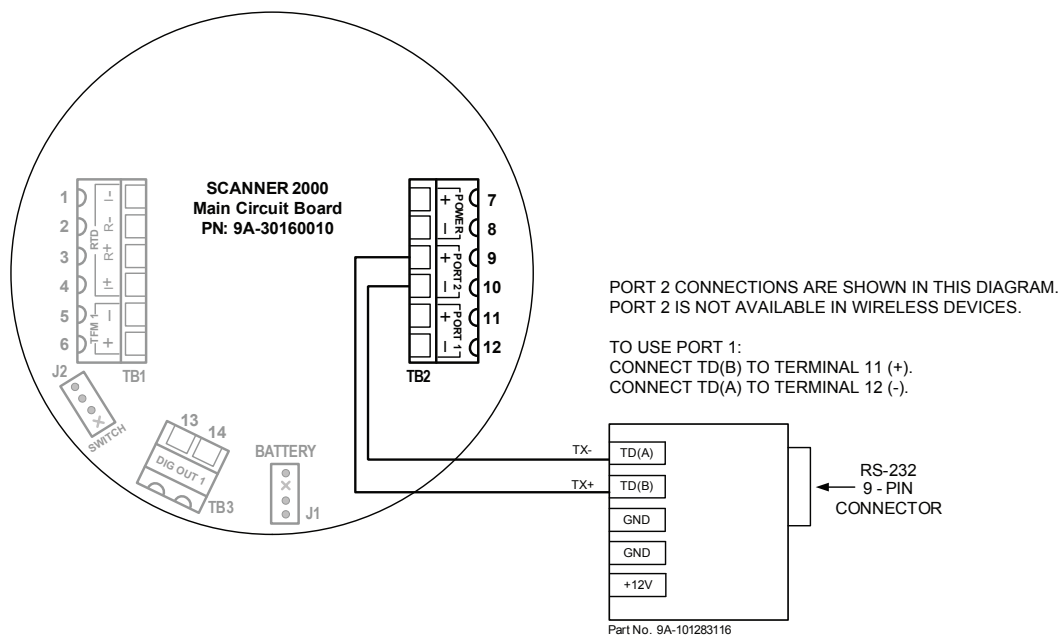 SCANNER 2000
Main Circuit Board
PN: 9A-30160010
1
2
3
4
5
6
RTD
I-
R-
R+
I+
TFM 1
–
+
TB1
J2
SWITCH
13
14
DIG OUT 1
TB3
BATTERY
J1
7
8
9
10
11
12
+
–
POWER
+
–
PORT 2
+
–
PORT 1
TB2
PORT 2 CONNECTIONS ARE SHOWN IN THIS DIAGRAM.
PORT 2 IS NOT AVAILABLE IN WIRELESS DEVICES.
TO USE PORT 1:
CONNECT TD(B) TO TERMINAL 11 (+).
CONNECT TD(A) TO TERMINAL 12 (-).
TX-
TD(A)
TX+
TD(B)
GND
GND
+12V
RS-232
9 - PIN
CONNECTOR
Part No. 9A-101283116